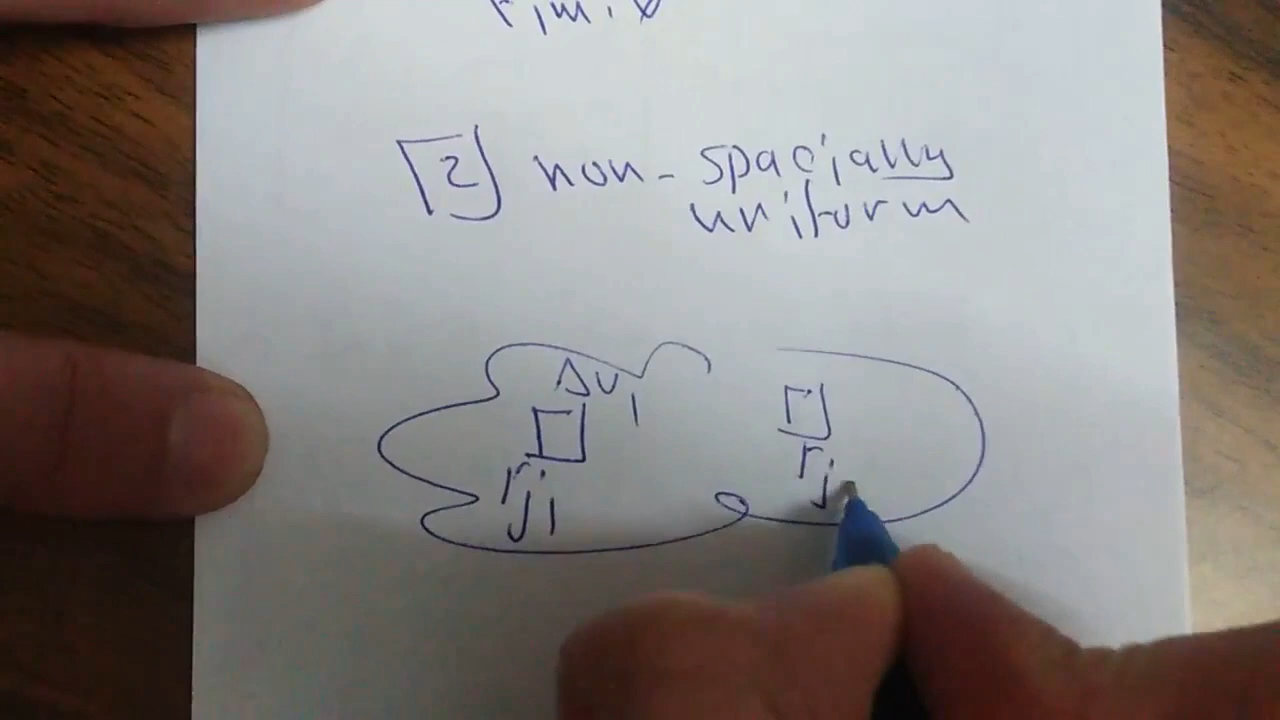 [2] non-spacially
uniform
ΔV1
rj1
rj